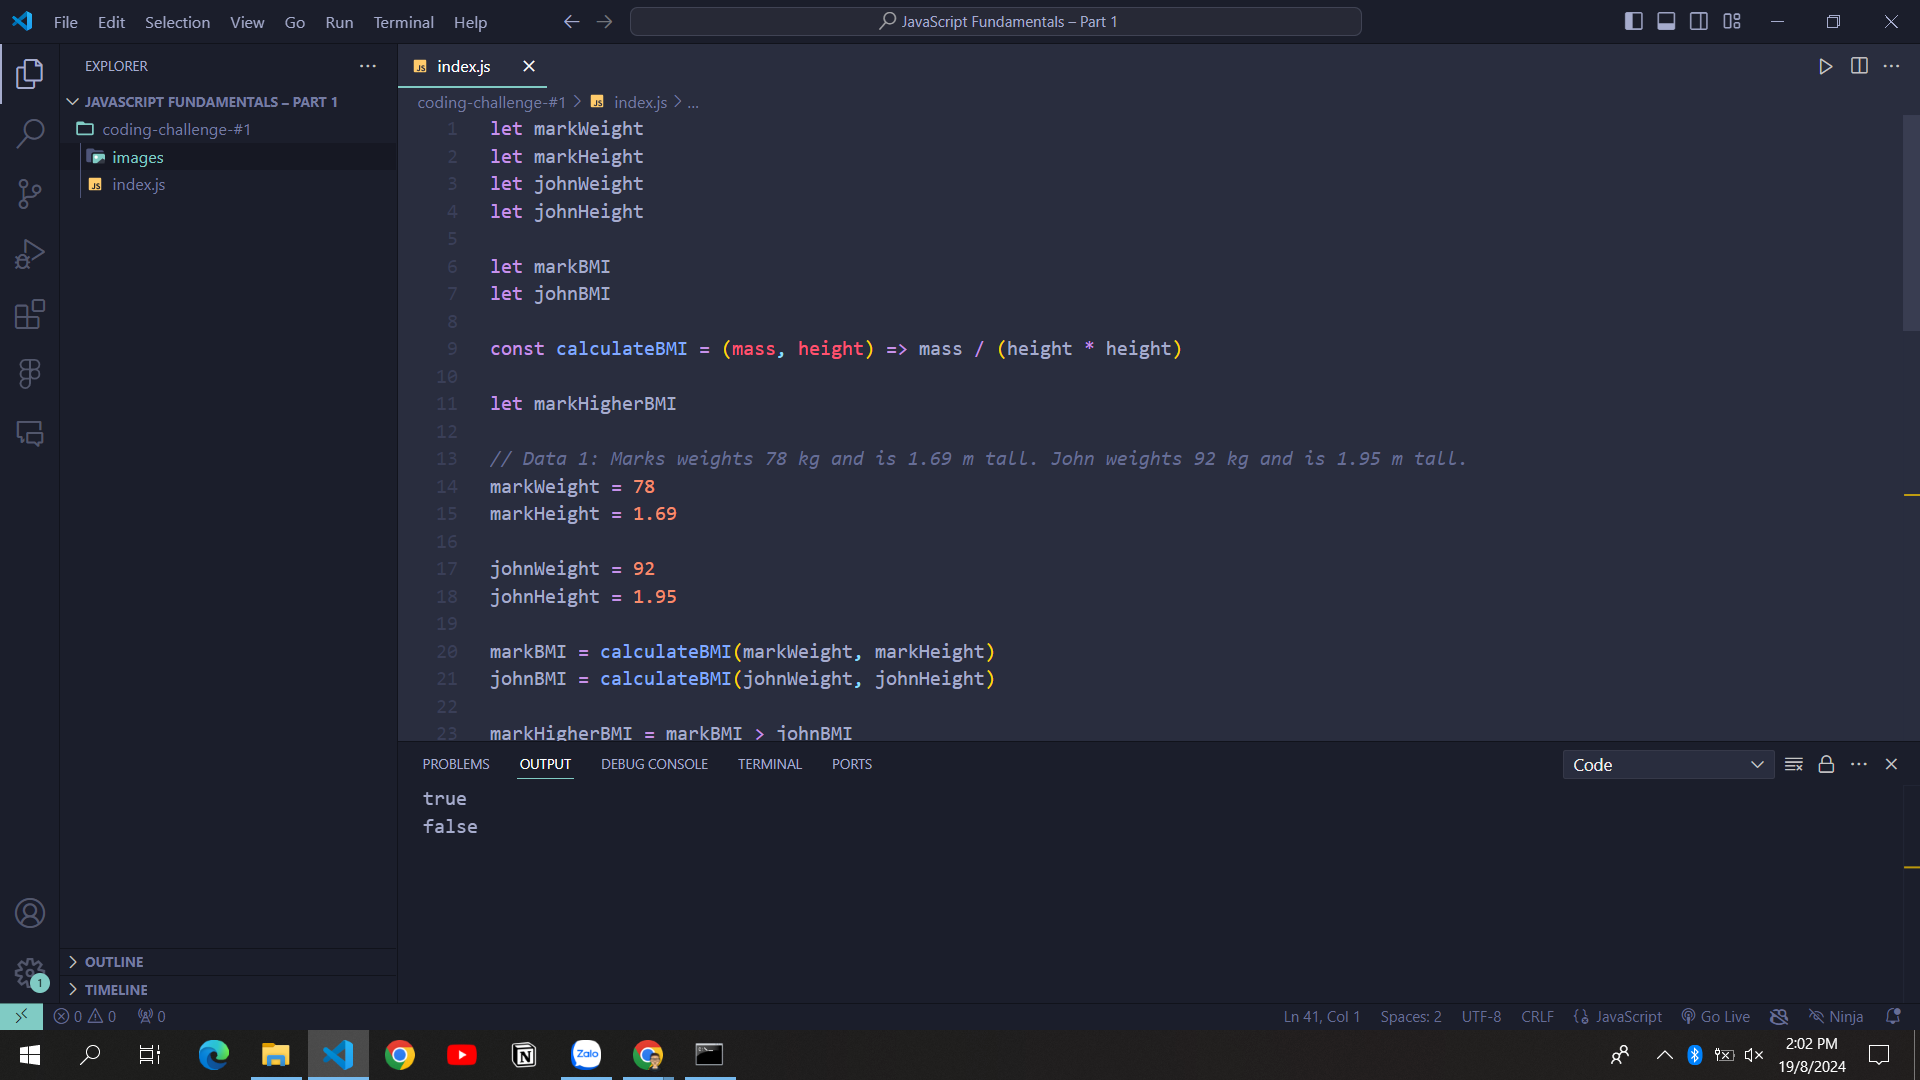 File Edit Selection View Go Run Terminal Help
JavaScript Fundamentals – Part 1
EXPLORER
JAVASCRIPT FUNDAMENTALS – PART 1
coding-challenge-#1
images
index.js
OUTLINE
TIMELINE
index.js
coding-challenge-#1 > index.js > ...
1 let markWeight
2 let markHeight
3 let johnWeight
4 let johnHeight
5
6 let markBMI
7 let johnBMI
8
9 const calculateBMI = (mass, height) => mass / (height * height)
10
11 let markHigherBMI
12
13 // Data 1: Marks weights 78 kg and is 1.69 m tall. John weights 92 kg and is 1.95 m tall.
14 markWeight = 78
15 markHeight = 1.69
16
17 johnWeight = 92
18 johnHeight = 1.95
19
20 markBMI = calculateBMI(markWeight, markHeight)
21 johnBMI = calculateBMI(johnWeight, johnHeight)
22
23 markHigherBMI = markBMI > johnBMI
PROBLEMS OUTPUT DEBUG CONSOLE TERMINAL PORTS
Code
true
false
1
0 0 0
Ln 41, Col 1 Spaces: 2 UTF-8 CRLF JavaScript Go Live Ninja
Zalo
2:02 PM
19/8/2024